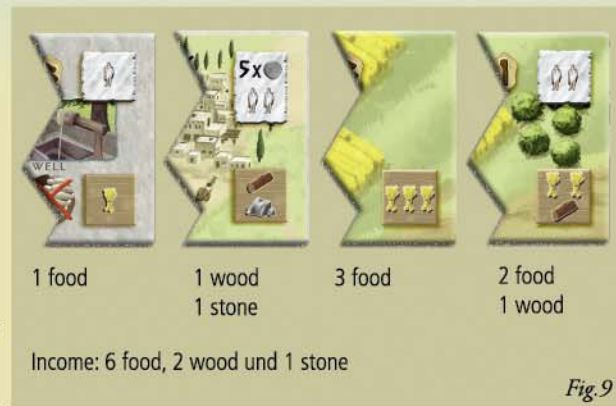 5x
WELL
1 food
1 wood
1 stone
3 food
2 food
1 wood
Income: 6 food, 2 wood und 1 stone
Fig.9